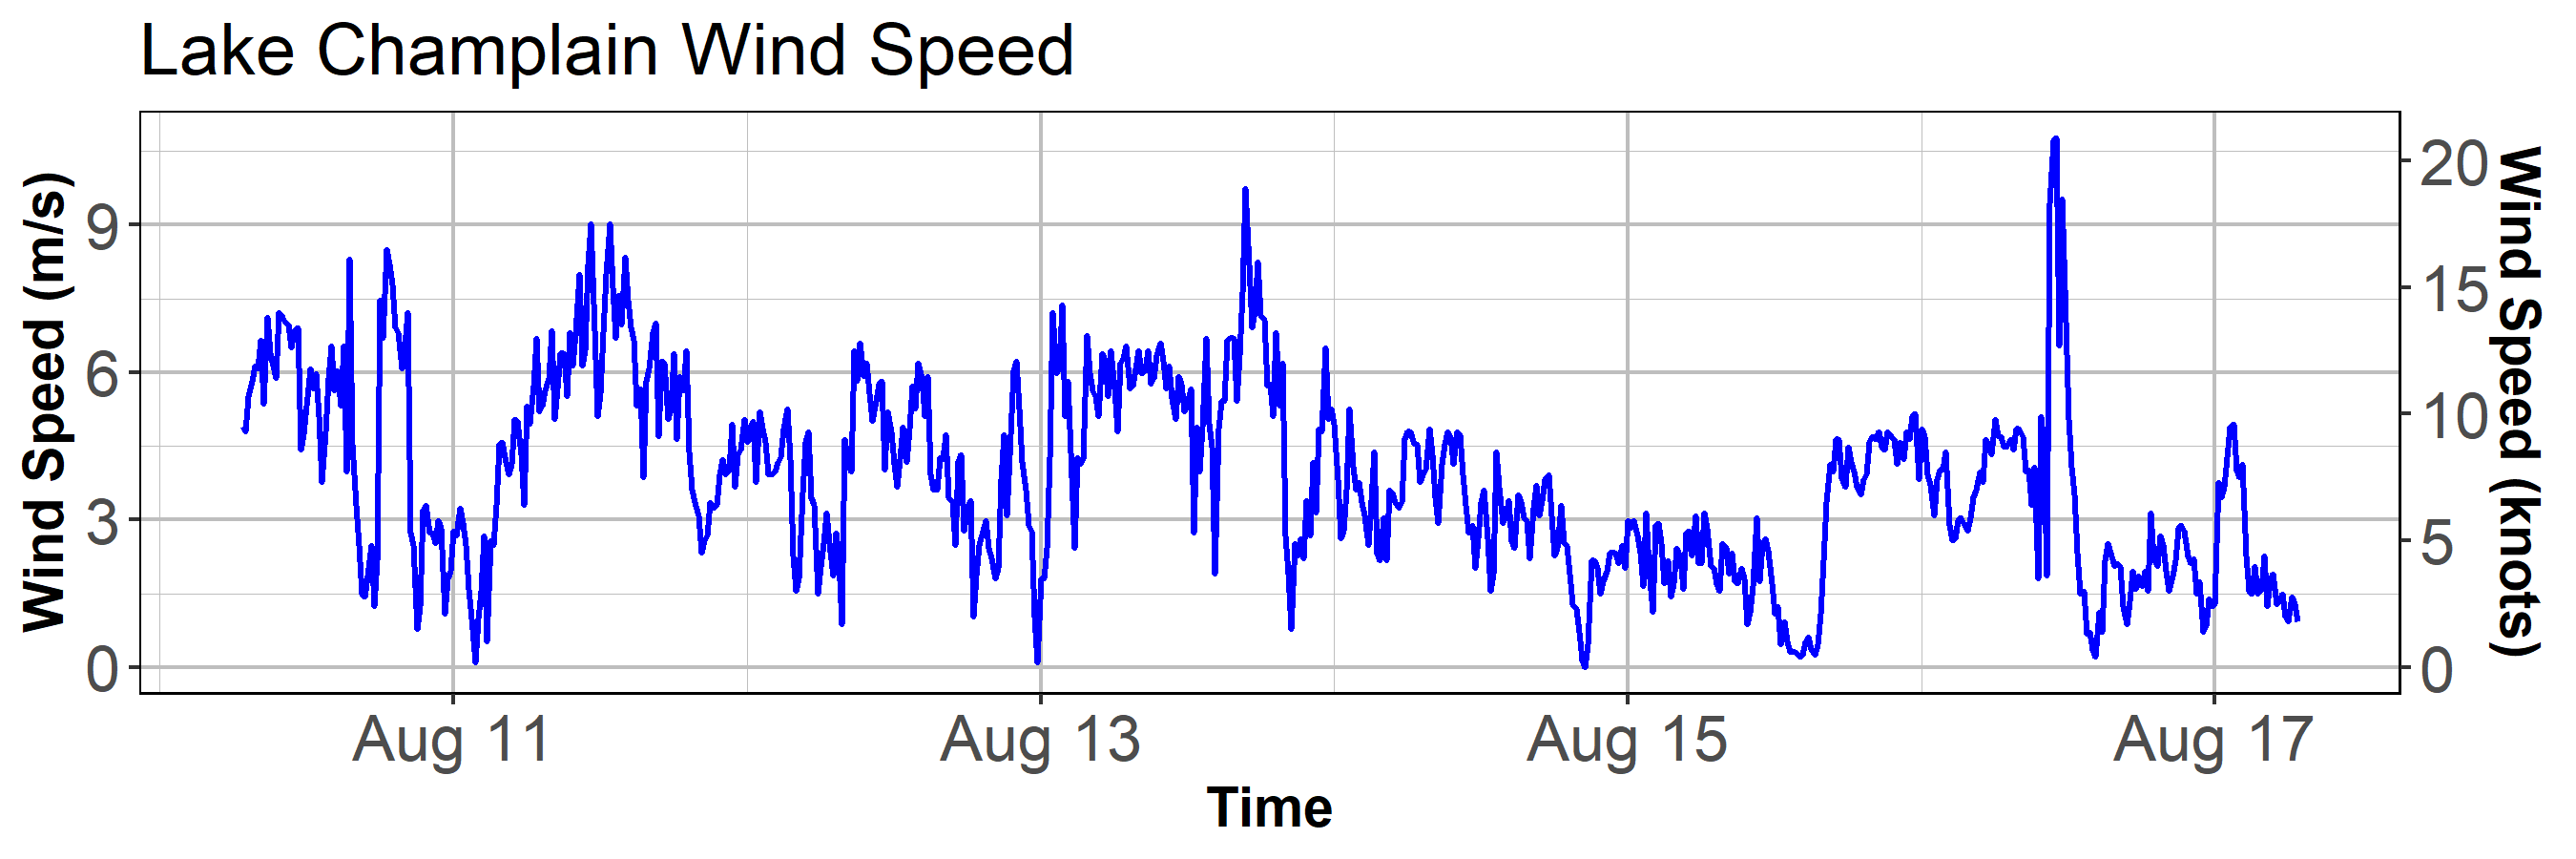 Lake Champlain Wind Speed
Wind Speed (m/s)
9
6
3
0
20
15
10
5
0
Wind Speed (knots)
Aug 11
Aug 13
Aug 15
Aug 17
Time